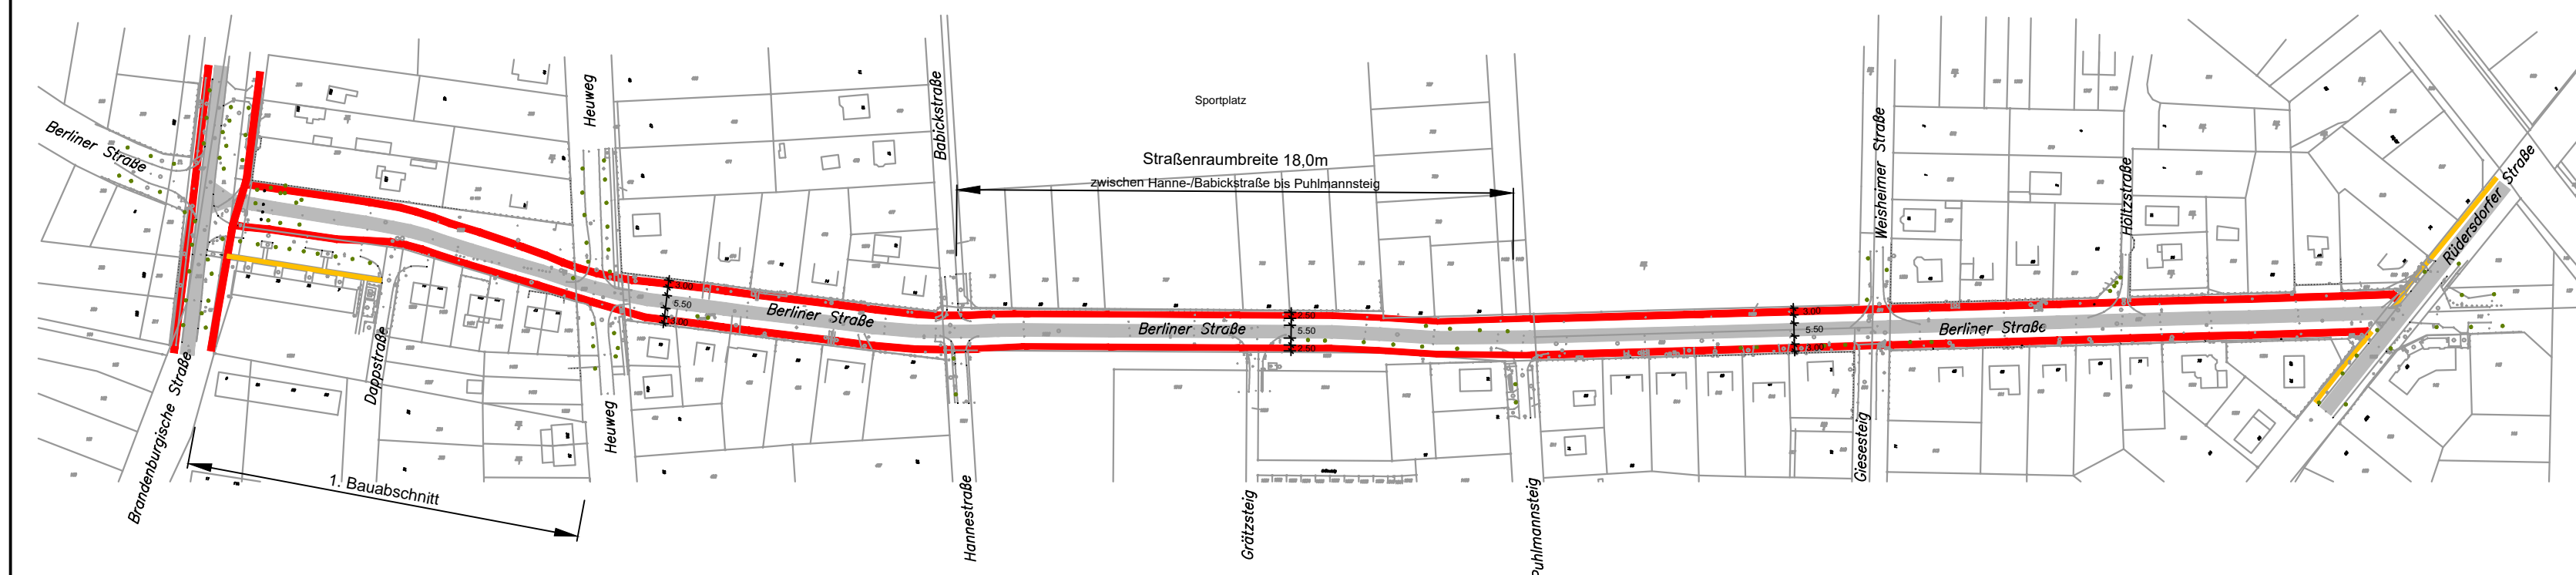 Berliner Straße
Brandenburgische Straße
1. Bauabschnitt
Dappstraße
Heuweg
Heuweg
3.00
5.50
3.00
Berliner Straße
Babickstraße
Hannestraße
Sportplatz
Straßenraumbreite 18,0m
zwischen Hanne-/Babickstraße bis Puhlmannsteig
Berliner Straße
2.50
5.50
2.50
Grätzsteig
Puhlmannsteig
3.00
5.50
3.00
Weisheimer Straße
Giesesteig
Berliner Straße
Höltzstraße
Rüdersdorfer Straße